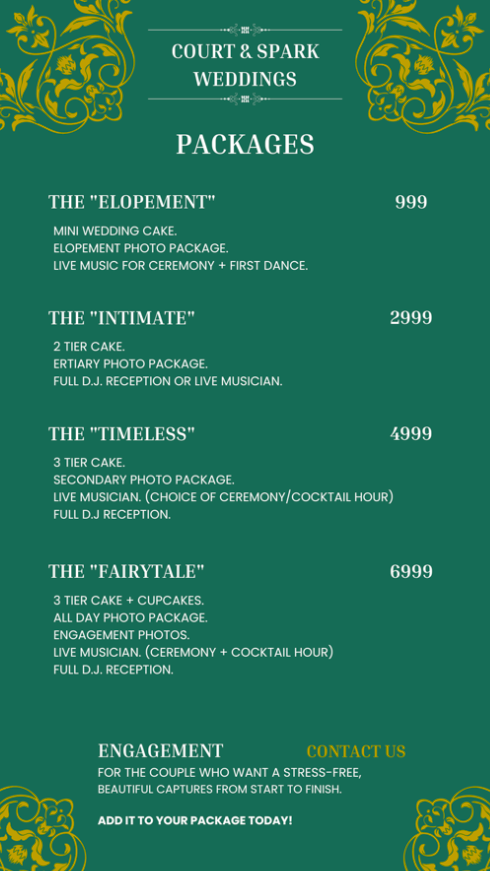 COURT & SPARK
WEDDINGS
PACKAGES
THE "ELOPEMENT" 999
MINI WEDDING CAKE.
ELOPEMENT PHOTO PACKAGE.
LIVE MUSIC FOR CEREMONY + FIRST DANCE.
THE "INTIMATE" 2999
2 TIER CAKE.
ERTIARY PHOTO PACKAGE.
FULL D.J. RECEPTION OR LIVE MUSICIAN.
THE "TIMELESS" 4999
3 TIER CAKE.
SECONDARY PHOTO PACKAGE.
LIVE MUSICIAN. (CHOICE OF CEREMONY/COCKTAIL HOUR)
FULL D.J RECEPTION.
THE "FAIRYTALE" 6999
3 TIER CAKE + CUPCAKES.
ALL DAY PHOTO PACKAGE.
ENGAGEMENT PHOTOS.
LIVE MUSICIAN. (CEREMONY + COCKTAIL HOUR)
FULL D.J. RECEPTION.
ENGAGEMENT CONTACT US
FOR THE COUPLE WHO WANT A STRESS-FREE,
BEAUTIFUL CAPTURES FROM START TO FINISH.
ADD IT TO YOUR PACKAGE TODAY!